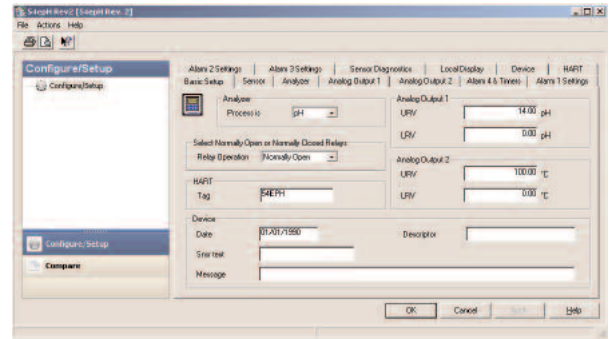 54epH Rev2 [54epH Rev. 2]
File Actions Help
Configure/Setup
Configure/Setup
Alarm 2 Settings
Alarm 3 Settings
Sensor Diagnostics
Local Display
Device
HART
Basic Setup
Sensor
Analyzer
Analog Output 1
Analog Output 2
Alarm 4 & Timers
Alarm 1 Settings
Analyzer
Process is pH
Select Normally Open or Normally Closed Relays
Relay Operation Normally Open
HART
Tag 54EPH
Analog Output 1
URV 14.00 pH
LRV 0.00 pH
Analog Output 2
URV 100.00 °C
LRV 0.00 °C
Device
Date 01/01/1990
Descriptor
Snsr text
Message
Configure/Setup
Compare
OK
Cancel
Help